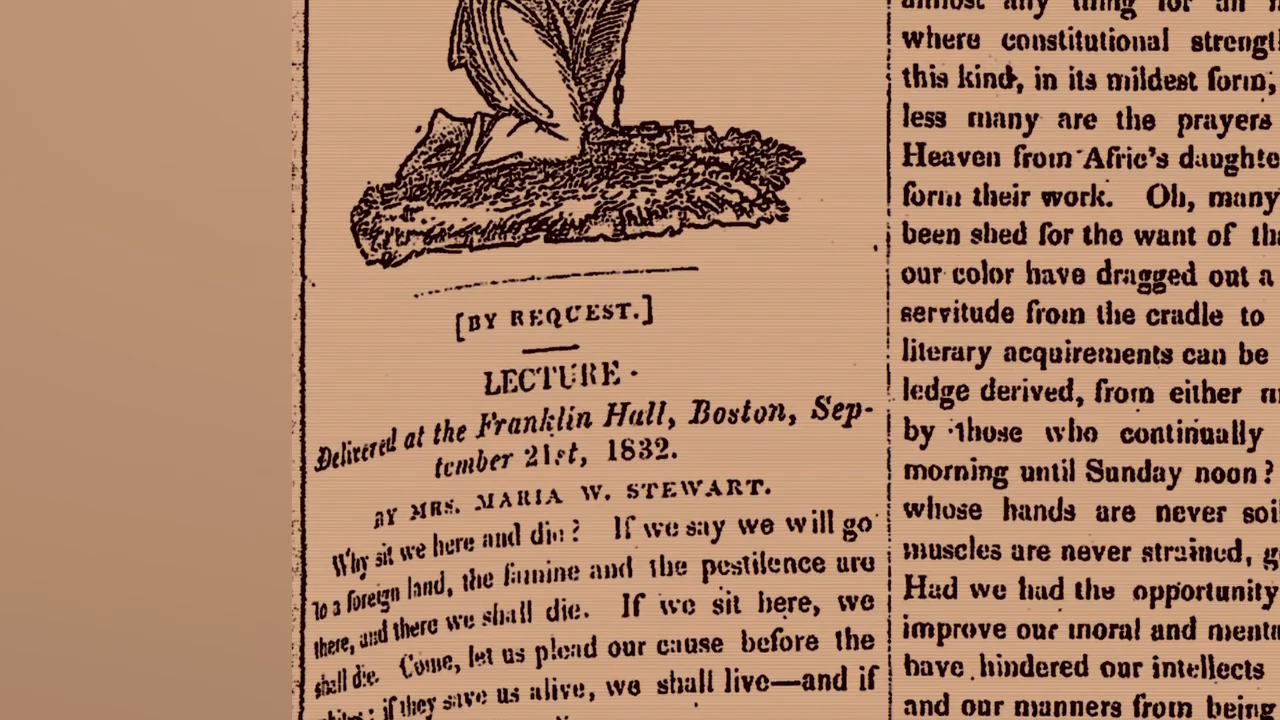 [BY REQUEST.]
LECTURE
Delivered at the Franklin Hall, Boston, Sep-
tember 21st, 1832.
BY MRS. MARIA W. STEWART.
Why sit we here and die? If we say we will go
to a foreign land, the famine and the pestilence are
there, and there we shall die. If we sit here, we
shall die. Come, let us plead our cause before the
whites: if they save us alive, we shall live—and if
almost any thing for an
where constitutional
this kind, in its mildest form,
less many are the prayers
Heaven from Afric's
form their work. Oh, many
been shed for the want of
our color have dragged out a
servitude from the cradle to
literary acquirements can be
ledge derived, from either
by those who continually
morning until Sunday noon?
whose hands are never
muscles are never strained,
Had we had the opportunity
improve our moral and
have hindered our intellects
and our manners from being